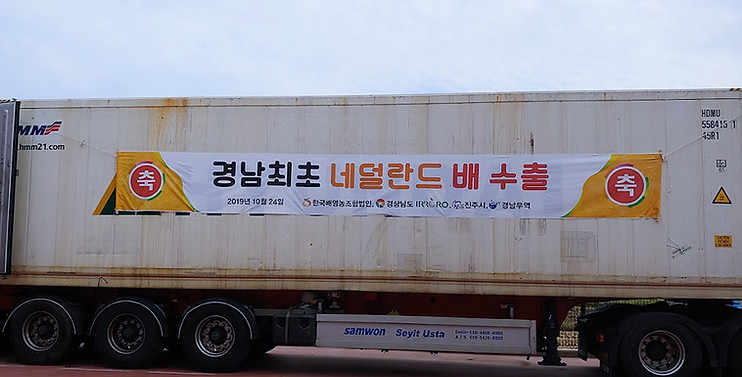 HMM
hmm21.com
HDMU
45R1
축 경남최초 네덜란드 배 수출 축
2019년 10월 24일 한국배영농조합법인, 경상남도 진주시, 경남무역
samwon Seyit Usta